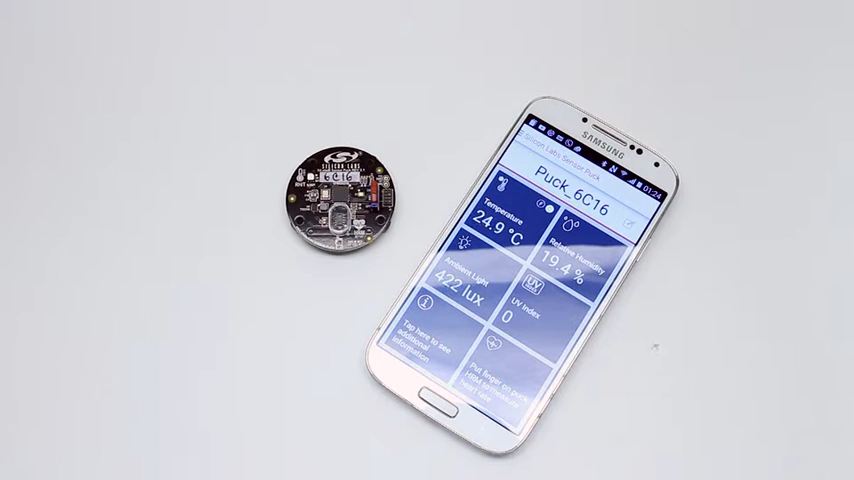 SILICON LABS
6C16
RH/T
SAMSUNG
01:24
Silicon Labs Sensor Puck
Puck_6C16
Temperature
24.9 °C
F
Relative Humidity
19.4 %
Ambient Light
422 lux
UV
UV Index
0
Tap here to see
additional
information
Put finger on puck
HRM to measure
heart rate